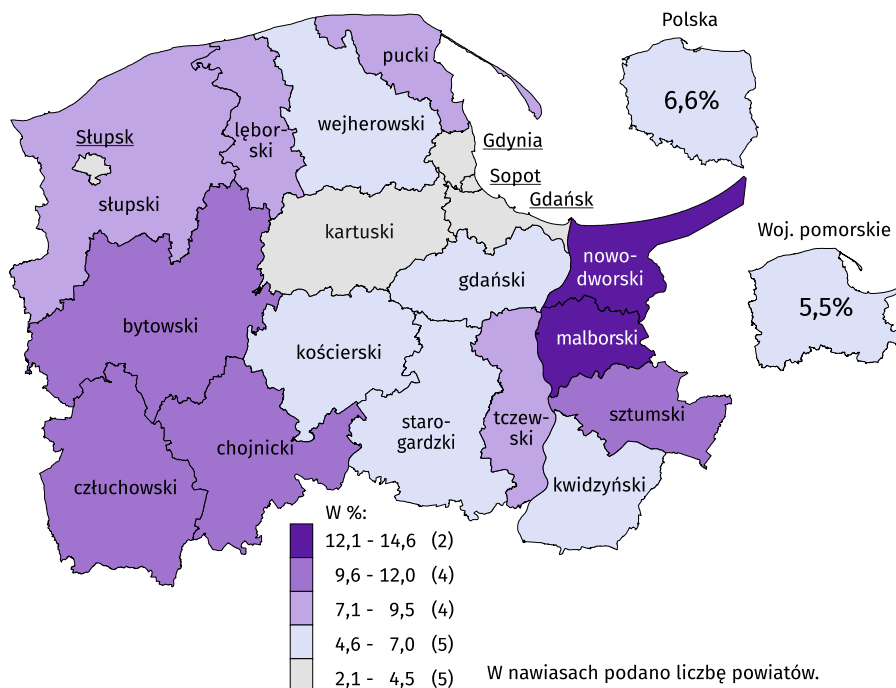 Polska
6,6%
pucki
wejherowski
lębor-
ski
Słupsk
słupski
Gdynia
Sopot
Gdańsk
kartuski
Woj. pomorskie
5,5%
nowo-
dworski
gdański
bytowski
kościerski
malborski
sztumski
staro-
gardzki
tczew-
ski
chojnicki
człuchowski
kwidzyński
W %:
12,1 - 14,6 (2)
9,6 - 12,0 (4)
7,1 - 9,5 (4)
4,6 - 7,0 (5)
2,1 - 4,5 (5)
W nawiasach podano liczbę powiatów.